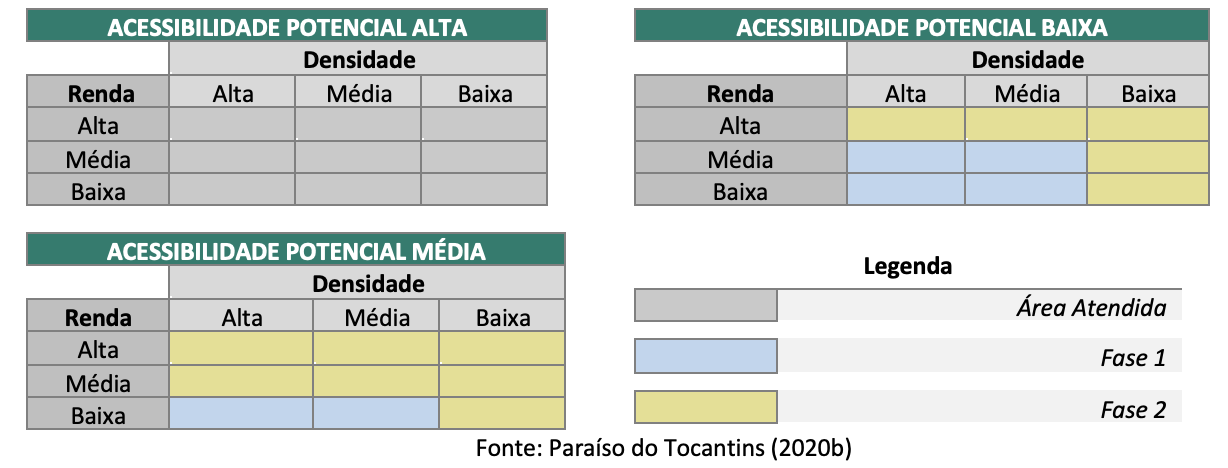 ACESSIBILIDADE POTENCIAL ALTA
Densidade
Renda Alta Média Baixa
Alta
Média
Baixa
ACESSIBILIDADE POTENCIAL BAIXA
Densidade
Renda Alta Média Baixa
Alta
Média
Baixa
ACESSIBILIDADE POTENCIAL MÉDIA
Densidade
Renda Alta Média Baixa
Alta
Média
Baixa
Legenda
Área Atendida
Fase 1
Fase 2
Fonte: Paraíso do Tocantins (2020b)